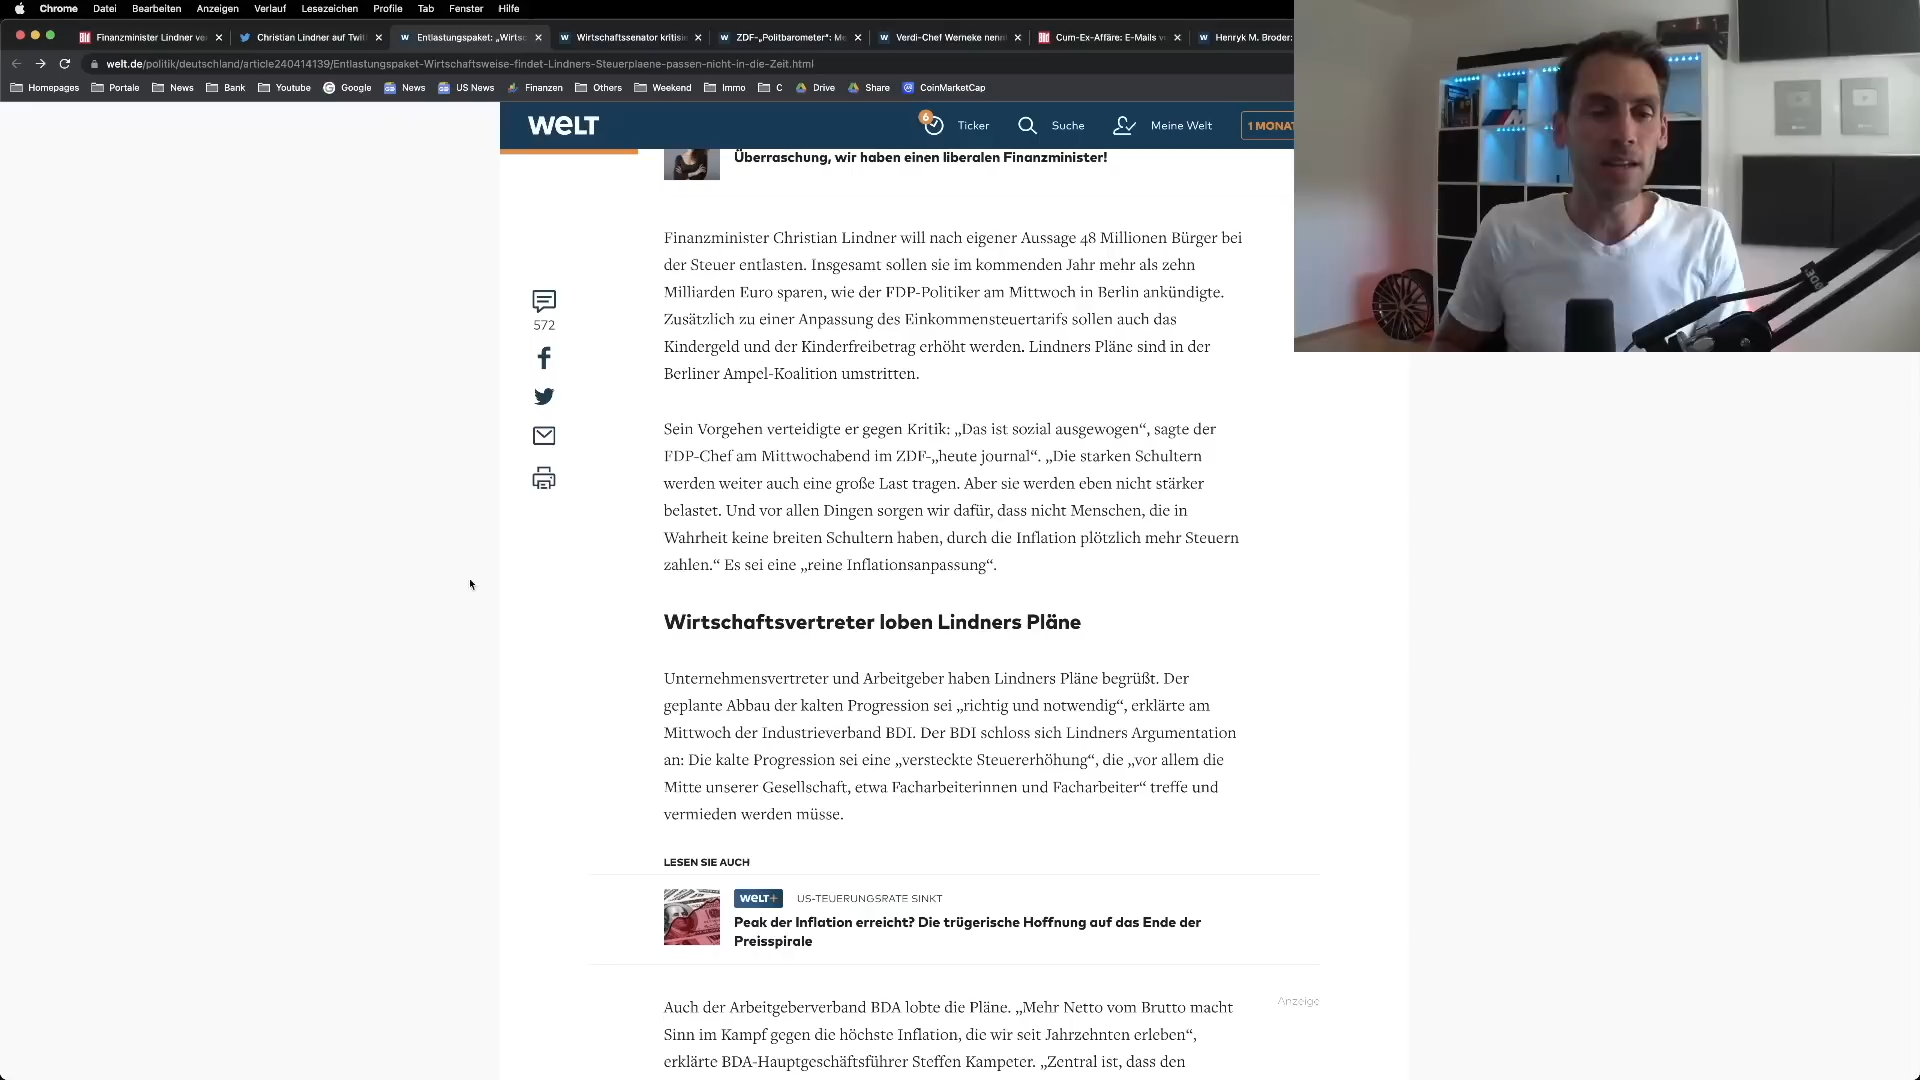 Chrome Datei Bearbeiten Anzeigen Verlauf Lesezeichen Profile Tab Fenster Hilfe
Finanzminister Lindner ve
Christian Lindner auf Twit
Entlastungspaket: „Wirtsc
Wirtschaftssenator kritisi
ZDF-„Politbarometer“: Me
Verdi-Chef Werneke nenn
Cum-Ex-Affäre: E-Mails v
Henryk M. Broder:
welt.de/politik/deutschland/article240414139/Entlastungspaket-Wirtschaftsweise-findet-Lindners-Steuerplaene-passen-nicht-in-die-Zeit.html
Homepages Portale News Bank Youtube Google News US News Finanzen Others Weekend Immo C Drive Share CoinMarketCap
WELT
6 Ticker Suche Meine Welt 1 MONAT
Überraschung, wir haben einen liberalen Finanzminister!
Finanzminister Christian Lindner will nach eigener Aussage 48 Millionen Bürger bei
der Steuer entlasten. Insgesamt sollen sie im kommenden Jahr mehr als zehn
Milliarden Euro sparen, wie der FDP-Politiker am Mittwoch in Berlin ankündigte.
Zusätzlich zu einer Anpassung des Einkommensteuertarifs sollen auch das
Kindergeld und der Kinderfreibetrag erhöht werden. Lindners Pläne sind in der
Berliner Ampel-Koalition umstritten.
572
Sein Vorgehen verteidigte er gegen Kritik: „Das ist sozial ausgewogen“, sagte der
FDP-Chef am Mittwochabend im ZDF-„heute journal“. „Die starken Schultern
werden weiter auch eine große Last tragen. Aber sie werden eben nicht stärker
belastet. Und vor allen Dingen sorgen wir dafür, dass nicht Menschen, die in
Wahrheit keine breiten Schultern haben, durch die Inflation plötzlich mehr Steuern
zahlen.“ Es sei eine „reine Inflationsanpassung“.
Wirtschaftsvertreter loben Lindners Pläne
Unternehmensvertreter und Arbeitgeber haben Lindners Pläne begrüßt. Der
geplante Abbau der kalten Progression sei „richtig und notwendig“, erklärte am
Mittwoch der Industrieverband BDI. Der BDI schloss sich Lindners Argumentation
an: Die kalte Progression sei eine „versteckte Steuererhöhung“, die „vor allem die
Mitte unserer Gesellschaft, etwa Facharbeiterinnen und Facharbeiter“ treffe und
vermieden werden müsse.
LESEN SIE AUCH
WELT+ US-TEUERUNGSRATE SINKT
Peak der Inflation erreicht? Die trügerische Hoffnung auf das Ende der
Preisspirale
Anzeige
Auch der Arbeitgeberverband BDA lobte die Pläne. „Mehr Netto vom Brutto macht
Sinn im Kampf gegen die höchste Inflation, die wir seit Jahrzehnten erleben“,
erklärte BDA-Hauptgeschäftsführer Steffen Kampeter. „Zentral ist, dass den